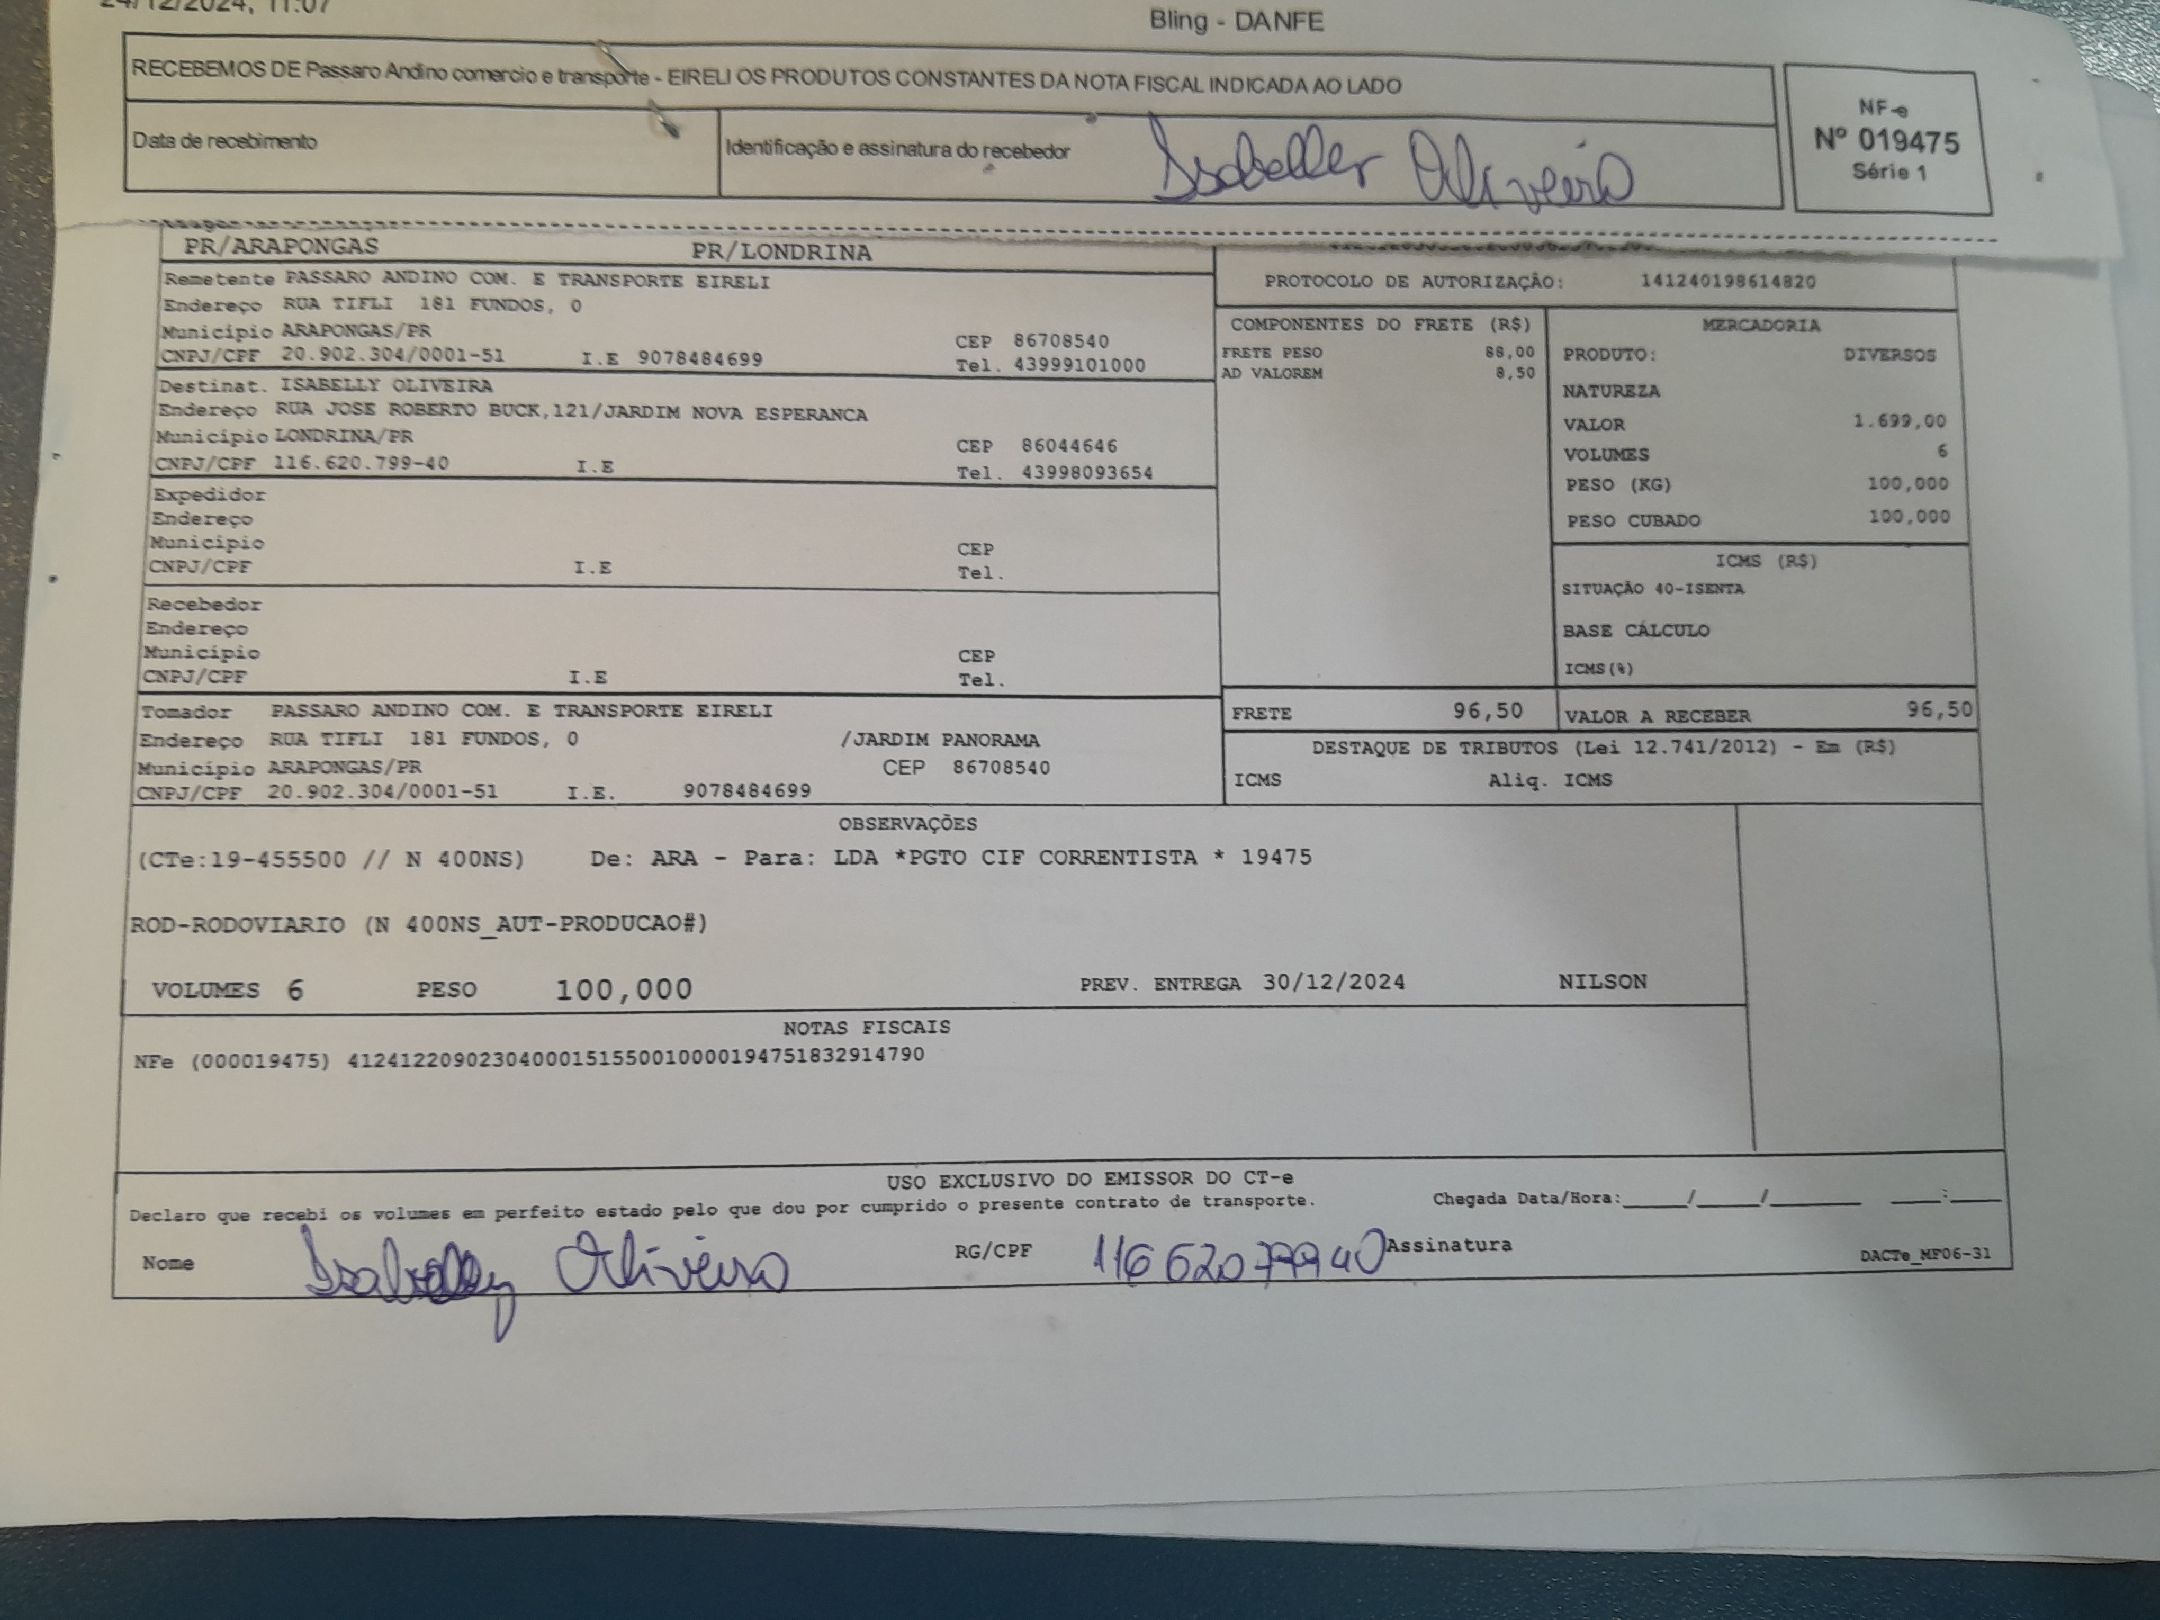 24/12/2024, 11:07
Bling - DANFE
RECEBEMOS DE Passaro Andino comercio e transporte - EIRELI OS PRODUTOS CONSTANTES DA NOTA FISCAL INDICADA AO LADO
Data de recebimento
Identificação e assinatura do recebedor Oliveira
NF-e
Nº 019475
Série 1
PR/ARAPONGAS PR/LONDRINA
Remetente PASSARO ANDINO COM. E TRANSPORTE EIRELI
Endereço RUA TIFLI 181 FUNDOS, 0
Município ARAPONGAS/PR CEP 86708540
CNPJ/CPF 20.902.304/0001-51 I.E 9078484699 Tel. 43999101000
Destinat. ISABELLY OLIVEIRA
Endereço RUA JOSE ROBERTO BUCK,121/JARDIM NOVA ESPERANCA
Município LONDRINA/PR CEP 86044646
CNPJ/CPF 116.620.799-40 I.E Tel. 43998093654
Expedidor
Endereço
Município CEP
CNPJ/CPF I.E Tel.
Recebedor
Endereço
Município CEP
CNPJ/CPF I.E Tel.
Tomador PASSARO ANDINO COM. E TRANSPORTE EIRELI
Endereço RUA TIFLI 181 FUNDOS, 0 /JARDIM PANORAMA
Município ARAPONGAS/PR CEP 86708540
CNPJ/CPF 20.902.304/0001-51 I.E. 9078484699
PROTOCOLO DE AUTORIZAÇÃO: 141240198614820
COMPONENTES DO FRETE (R$)
FRETE PESO 88,00
AD VALOREM 8,50
MERCADORIA
PRODUTO: DIVERSOS
NATUREZA
VALOR 1.699,00
VOLUMES 6
PESO (KG) 100,000
PESO CUBADO 100,000
ICMS (R$)
SITUAÇÃO 40-ISENTA
BASE CÁLCULO
ICMS(%)
FRETE 96,50 VALOR A RECEBER 96,50
DESTAQUE DE TRIBUTOS (Lei 12.741/2012) - Em (R$)
ICMS Aliq. ICMS
OBSERVAÇÕES
(CTe:19-455500 // N 400NS) De: ARA - Para: LDA *PGTO CIF CORRENTISTA * 19475
ROD-RODOVIARIO (N 400NS_AUT-PRODUCAO#)
VOLUMES 6 PESO 100,000 PREV. ENTREGA 30/12/2024 NILSON
NOTAS FISCAIS
NFe (000019475) 41241220902304000151550010000194751832914790
USO EXCLUSIVO DO EMISSOR DO CT-e
Declaro que recebi os volumes em perfeito estado pelo que dou por cumprido o presente contrato de transporte. Chegada Data/Hora:_____/_____/_______ ____:____
Nome Isabelly Oliveira RG/CPF 11662079940 Assinatura DACTe_MF06-31